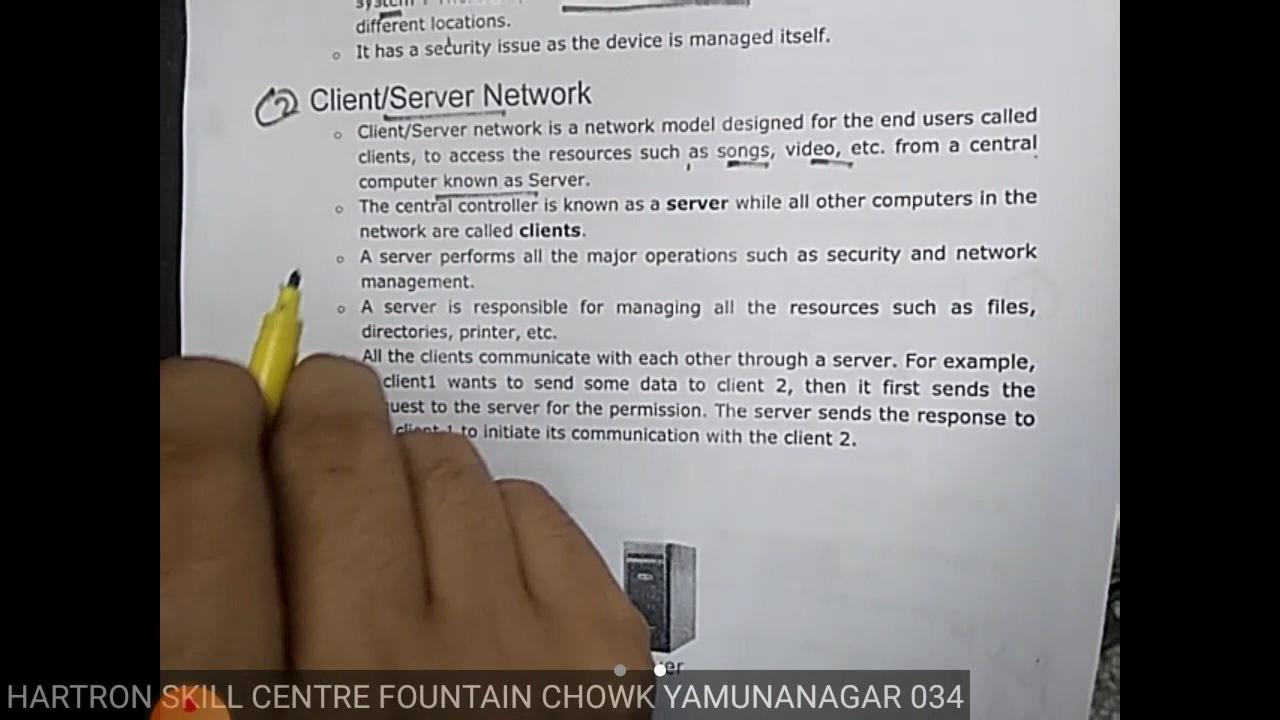 system
different locations.
o It has a security issue as the device is managed itself.
2 Client/Server Network
o Client/Server network is a network model designed for the end users called
clients, to access the resources such as songs, video, etc. from a central
computer known as Server.
o The central controller is known as a server while all other computers in the
network are called clients.
o A server performs all the major operations such as security and network
management.
o A server is responsible for managing all the resources such as files,
directories, printer, etc.
All the clients communicate with each other through a server. For example,
client1 wants to send some data to client 2, then it first sends the
uest to the server for the permission. The server sends the response to
client 1 to initiate its communication with the client 2.
er
HARTRON SKILL CENTRE FOUNTAIN CHOWK YAMUNANAGAR 034